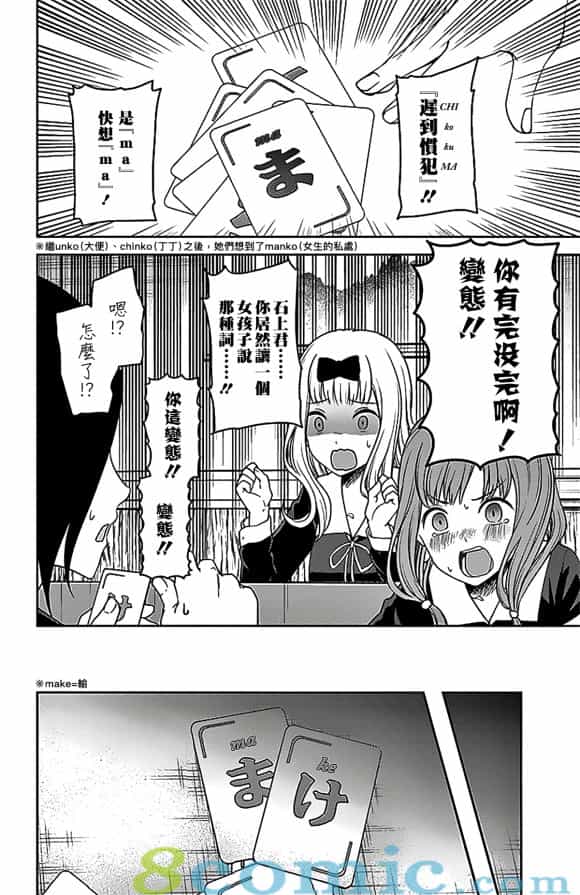 『遲到慣犯』!!
CHI
ko
ku
MA
是『ma』
快想『ma』!
ma
ま
※繼unko(大便)、chinko(丁丁)之後,她們想到了manko(女生的私處)
你有完沒完啊!
變態!!
石上君……
你居然讓一個
女孩子說
那種詞……!!
你這變態!!
變態!!
嗯!?
怎麼了!?
け
※make=輸
ke
け
ma
ま
8comic.com